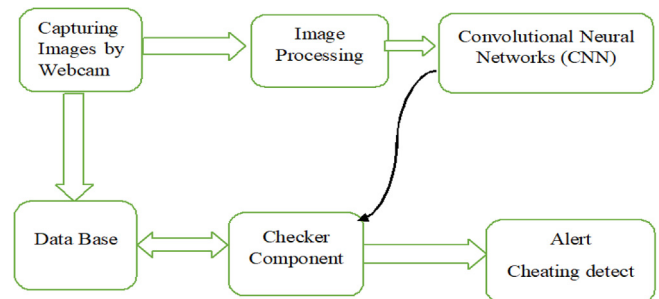 Capturing
Images by
Webcam
Image
Processing
Convolutional Neural
Networks (CNN)
Data Base
Checker
Component
Alert
Cheating detect